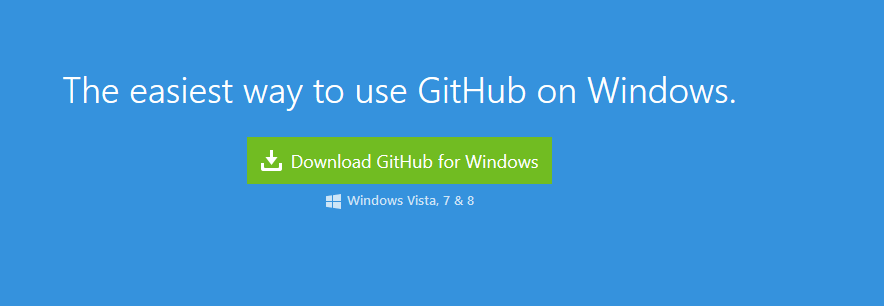 The easiest way to use GitHub on Windows.
Download GitHub for Windows
Windows Vista, 7 & 8